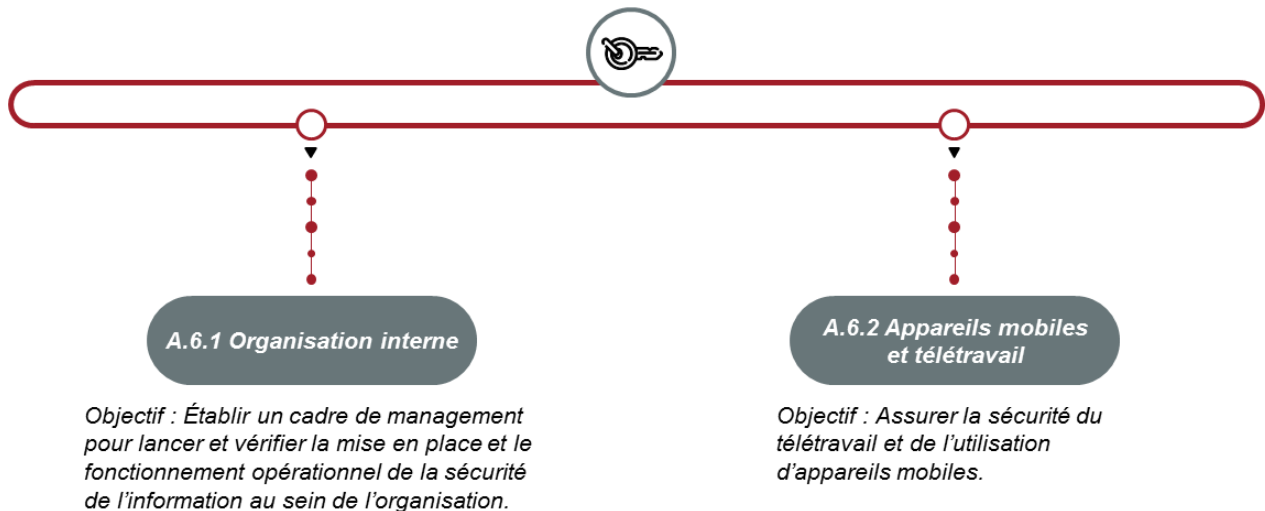 A.6.1 Organisation interne
Objectif : Établir un cadre de management
pour lancer et vérifier la mise en place et le
fonctionnement opérationnel de la sécurité
de l'information au sein de l'organisation.
A.6.2 Appareils mobiles
et télétravail
Objectif : Assurer la sécurité du
télétravail et de l'utilisation
d'appareils mobiles.